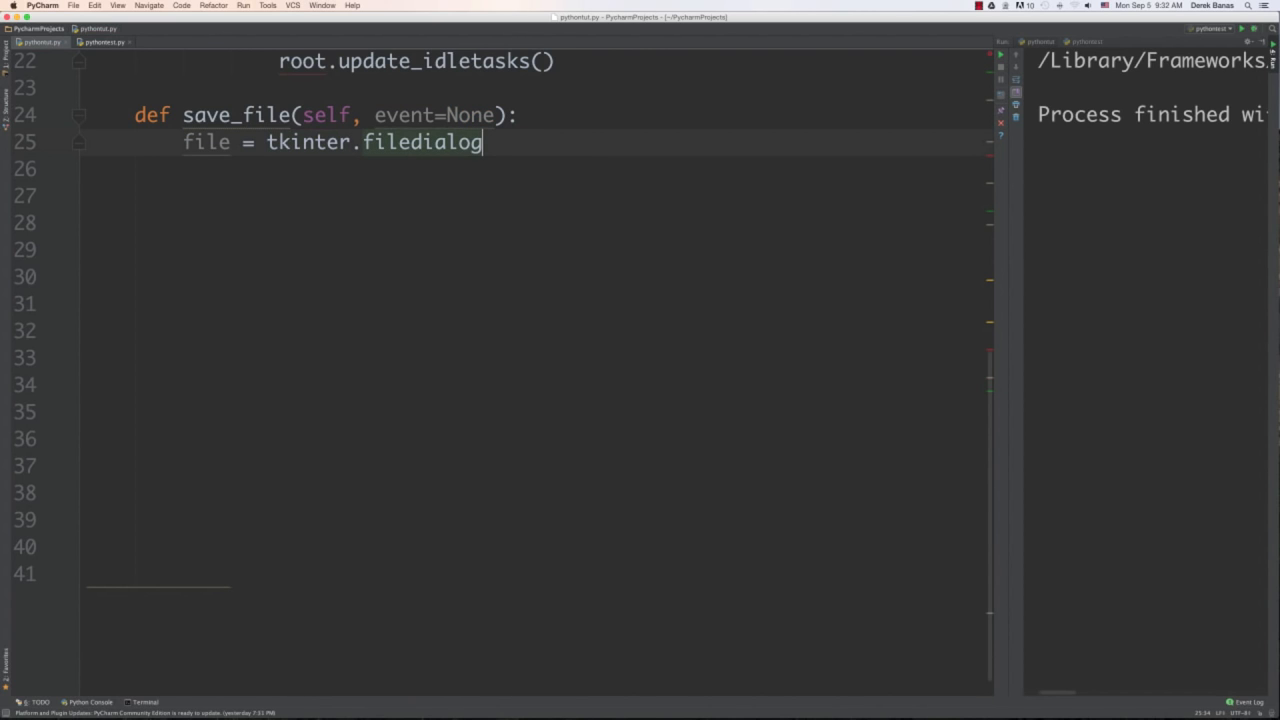 PyCharm File Edit View Navigate Code Refactor Run Tools VCS Window Help 10 Mon Sep 5 9:32 AM Derek Banas
pythontut.py - PycharmProjects - [~/PycharmProjects]
PycharmProjects pythontut.py pythontest
pythontut.py pythontest.py Run: pythontut pythontest
22 root.update_idletasks() /Library/Frameworks
23
24 def save_file(self, event=None): Process finished wi
25 file = tkinter.filedialog
26
27
28
29
30
31
32
33
34
35
36
37
38
39
40
41
1: Project
7: Structure
2: Favorites
4: Run
6: TODO Python Console Terminal Event Log
Platform and Plugin Updates: PyCharm Community Edition is ready to update. (yesterday 7:31 PM) 25:34 LF÷ UTF-8÷